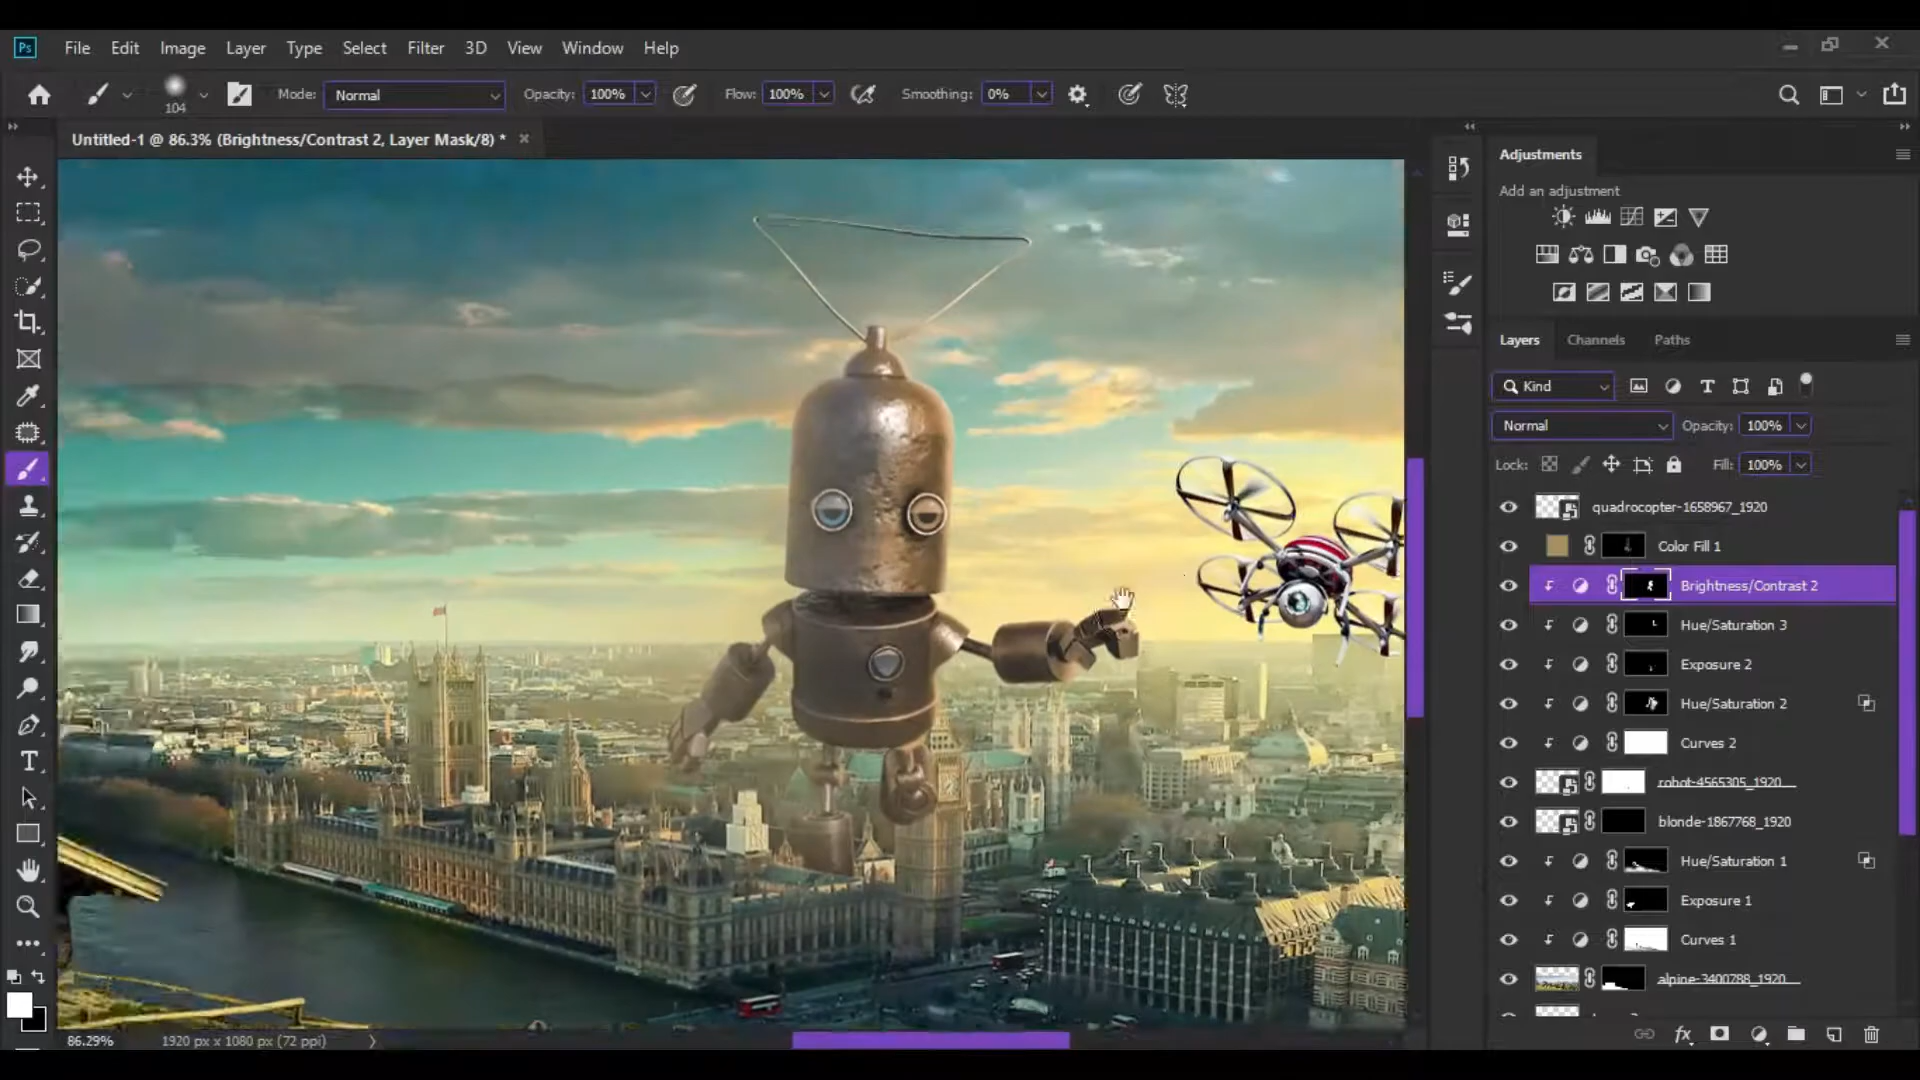 Ps File Edit Image Layer Type Select Filter 3D View Window Help
104 Mode: Normal Opacity: 100% Flow: 100% Smoothing: 0%
Untitled-1 @ 86.3% (Brightness/Contrast 2, Layer Mask/8) *
Adjustments
Add an adjustment
Layers Channels Paths
Kind
Normal Opacity: 100%
Lock: Fill: 100%
quadrocopter-1658967_1920
Color Fill 1
Brightness/Contrast 2
Hue/Saturation 3
Exposure 2
Hue/Saturation 2
Curves 2
robot-4565305_1920
blonde-1867768_1920
Hue/Saturation 1
Exposure 1
Curves 1
alpine-3400788_1920
86.29% 1920 px x 1080 px (72 ppi)